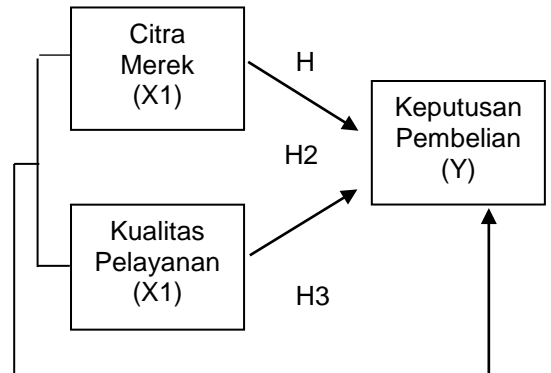 Citra
Merek
(X1)
H
Keputusan
Pembelian
(Y)
H2
Kualitas
Pelayanan
(X1)
H3